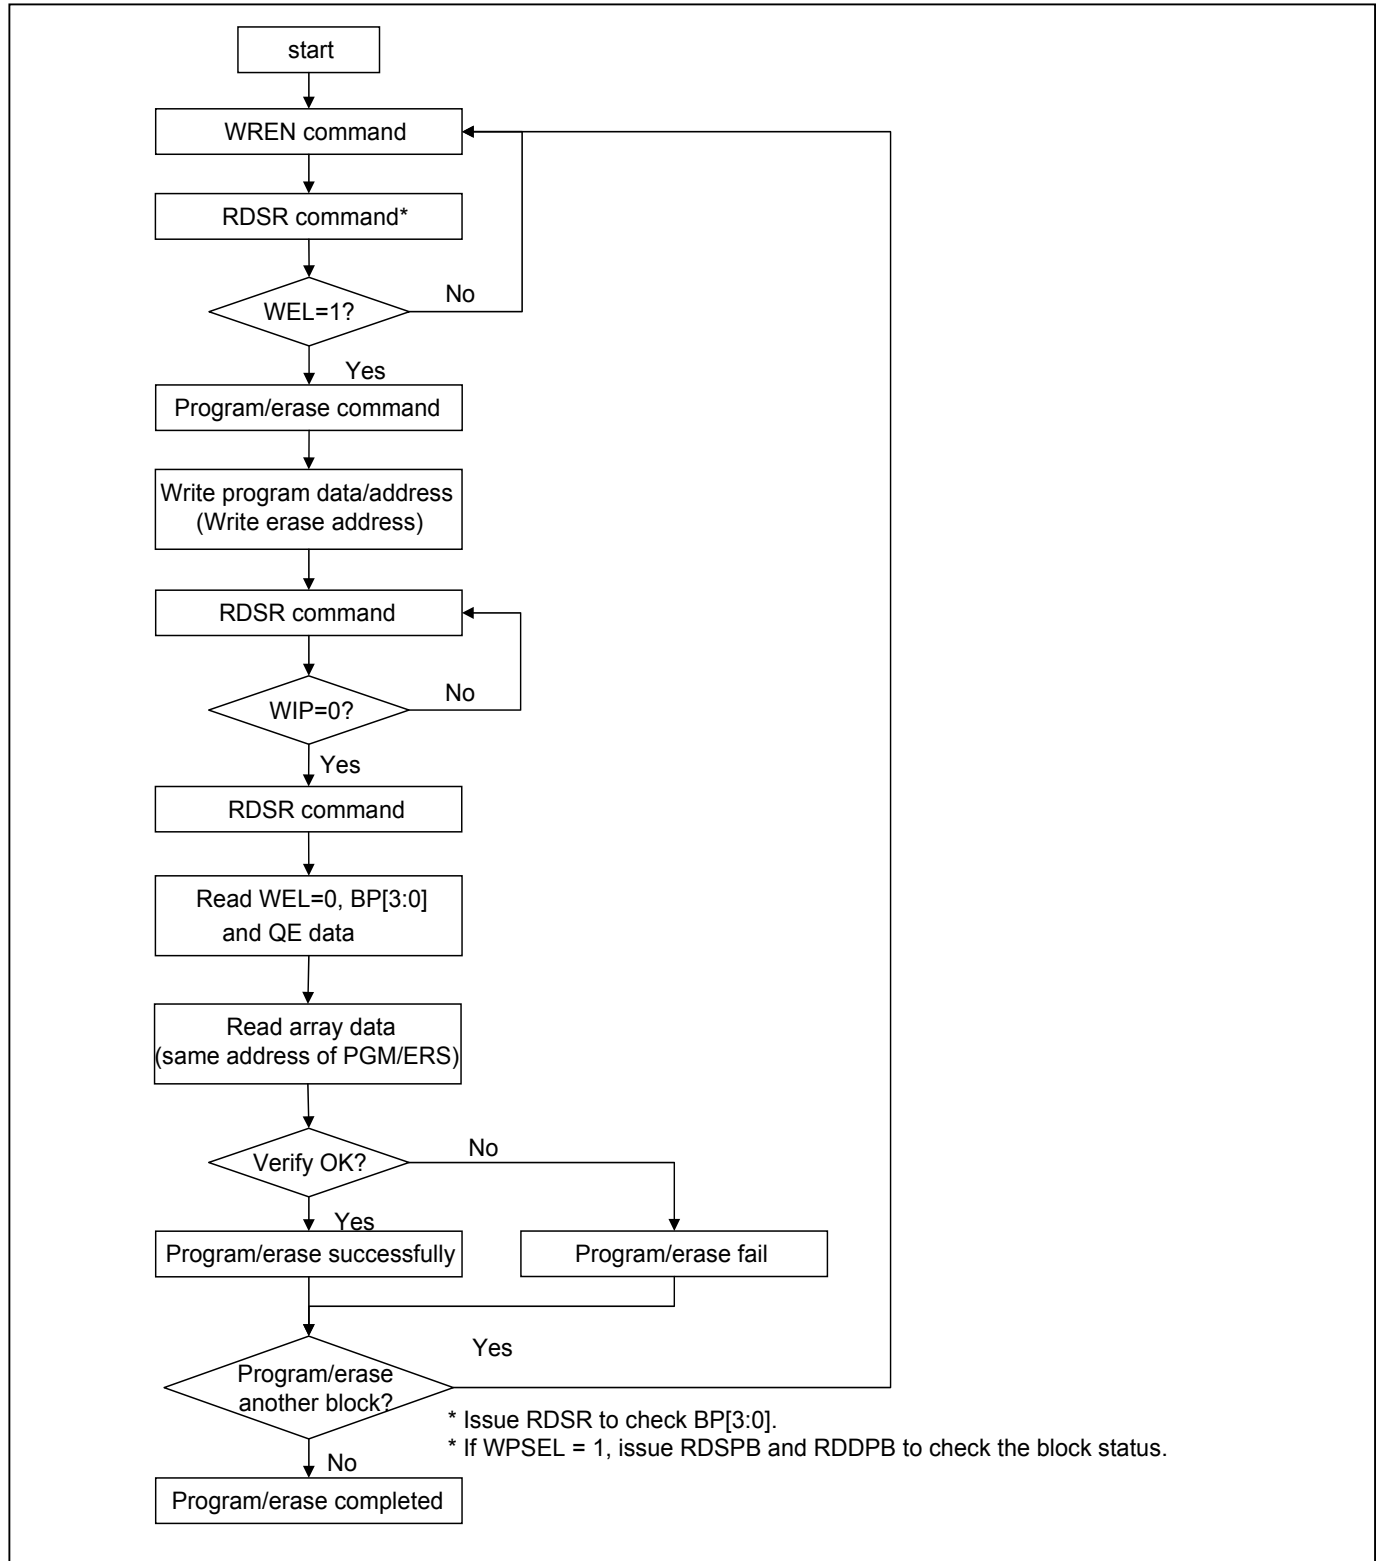 start
WREN command
RDSR command*
WEL=1?
No
Yes
Program/erase command
Write program data/address
(Write erase address)
RDSR command
WIP=0?
No
Yes
RDSR command
Read WEL=0, BP[3:0]
and QE data
Read array data
(same address of PGM/ERS)
Verify OK?
No
Yes
Program/erase successfully
Program/erase fail
Program/erase
another block?
Yes
* Issue RDSR to check BP[3:0].
* If WPSEL = 1, issue RDSPB and RDDPB to check the block status.
No
Program/erase completed